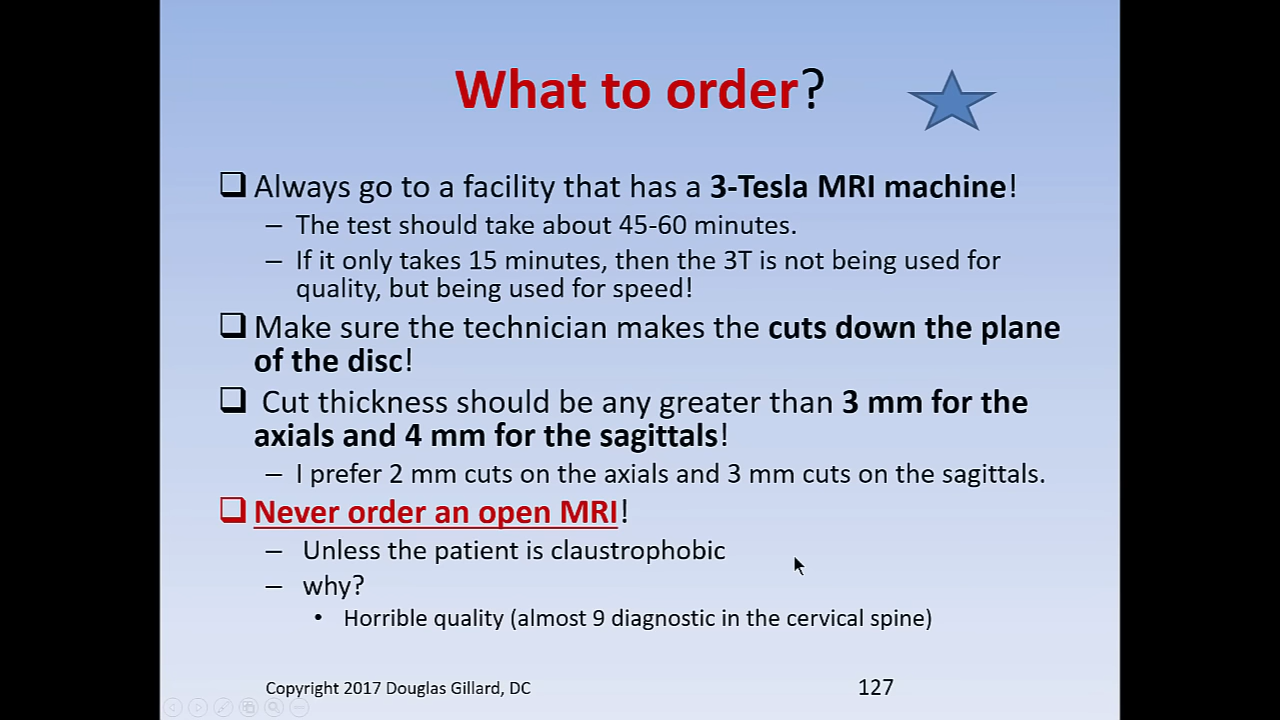 What to order?
Always go to a facility that has a 3-Tesla MRI machine!
– The test should take about 45-60 minutes.
– If it only takes 15 minutes, then the 3T is not being used for
quality, but being used for speed!
Make sure the technician makes the cuts down the plane
of the disc!
Cut thickness should be any greater than 3 mm for the
axials and 4 mm for the sagittals!
– I prefer 2 mm cuts on the axials and 3 mm cuts on the sagittals.
Never order an open MRI!
– Unless the patient is claustrophobic
– why?
• Horrible quality (almost 9 diagnostic in the cervical spine)
Copyright 2017 Douglas Gillard, DC
127